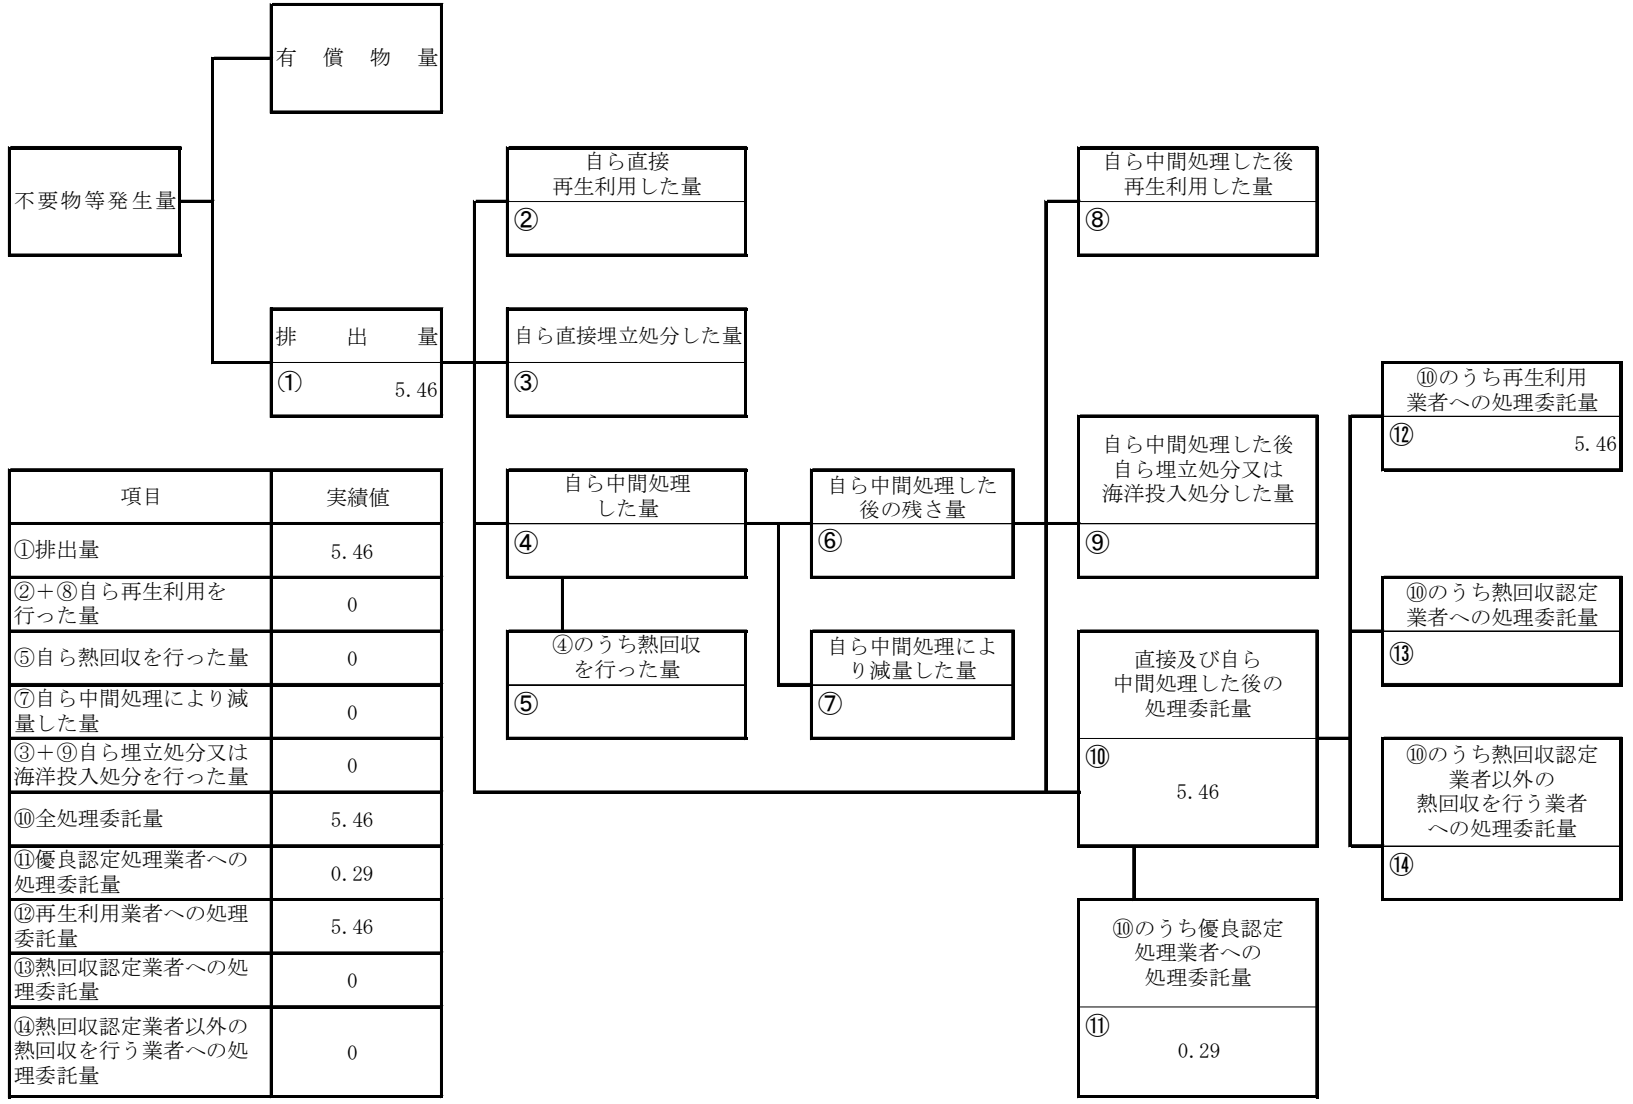 有償物量
不要物等発生量
排出量
①
5.46
自ら直接
再生利用した量
②
自ら直接埋立処分した量
③
自ら中間処理
した量
④
④のうち熱回収
を行った量
⑤
自ら中間処理した
後の残さ量
⑥
自ら中間処理によ
り減量した量
⑦
自ら中間処理した後
再生利用した量
⑧
自ら中間処理した後
自ら埋立処分又は
海洋投入処分した量
⑨
直接及び自ら
中間処理した後の
処理委託量
⑩
5.46
⑩のうち優良認定
処理業者への
処理委託量
⑪
0.29
⑩のうち再生利用
業者への処理委託量
⑫
5.46
⑩のうち熱回収認定
業者への処理委託量
⑬
⑩のうち熱回収認定
業者以外の
熱回収を行う業者
への処理委託量
⑭
項目 実績値
①排出量 5.46
②+⑧自ら再生利用を
行った量 0
⑤自ら熱回収を行った量 0
⑦自ら中間処理により減
量した量 0
③+⑨自ら埋立処分又は
海洋投入処分を行った量 0
⑩全処理委託量 5.46
⑪優良認定処理業者への
処理委託量 0.29
⑫再生利用業者への処理
委託量 5.46
⑬熱回収認定業者への処
理委託量 0
⑭熱回収認定業者以外の
熱回収を行う業者への処
理委託量 0